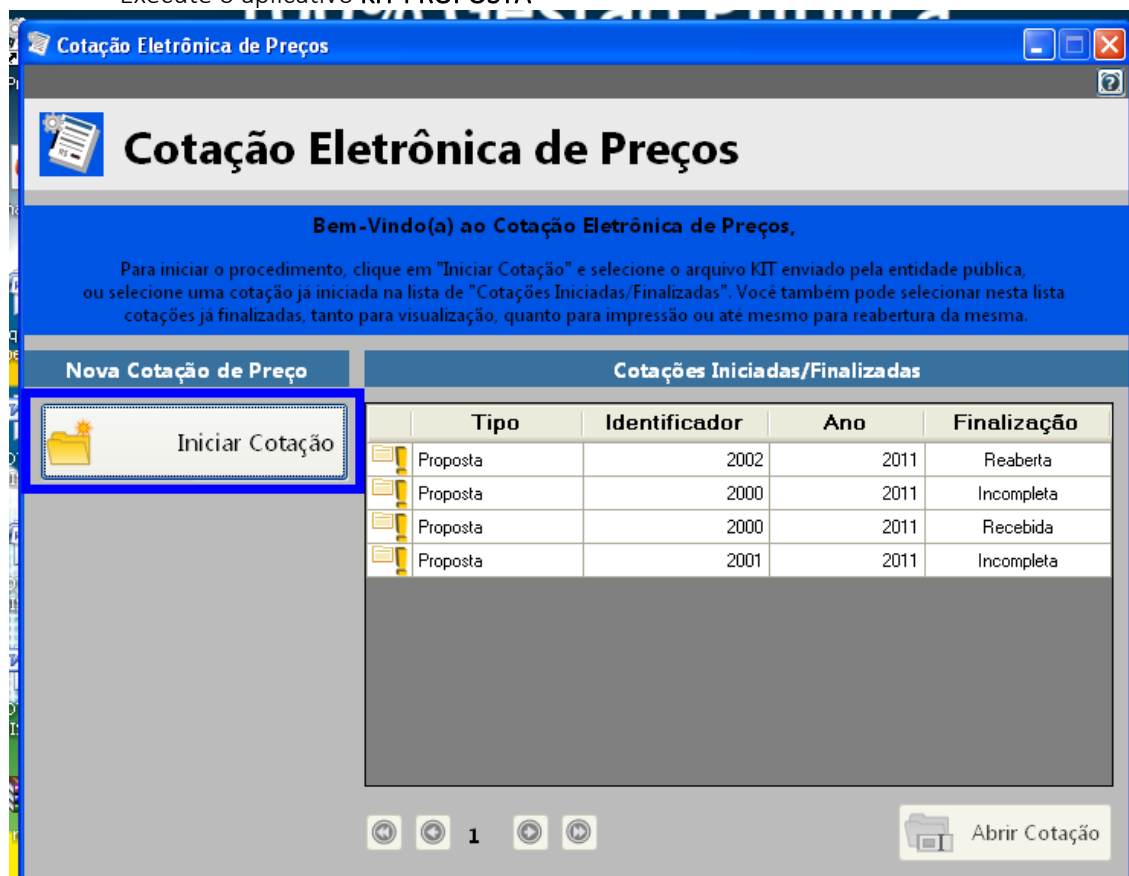 Execute o aplicativo KIT PROPOSTA
Cotação Eletrônica de Preços
Cotação Eletrônica de Preços
Bem-Vindo(a) ao Cotação Eletrônica de Preços,
Para iniciar o procedimento, clique em "Iniciar Cotação" e selecione o arquivo KIT enviado pela entidade pública,
ou selecione uma cotação já iniciada na lista de "Cotações Iniciadas/Finalizadas". Você também pode selecionar nesta lista
cotações já finalizadas, tanto para visualização, quanto para impressão ou até mesmo para reabertura da mesma.
Nova Cotação de Preço
Cotações Iniciadas/Finalizadas
Iniciar Cotação
Tipo Identificador Ano Finalização
Proposta 2002 2011 Reaberta
Proposta 2000 2011 Incompleta
Proposta 2000 2011 Recebida
Proposta 2001 2011 Incompleta
1
Abrir Cotação